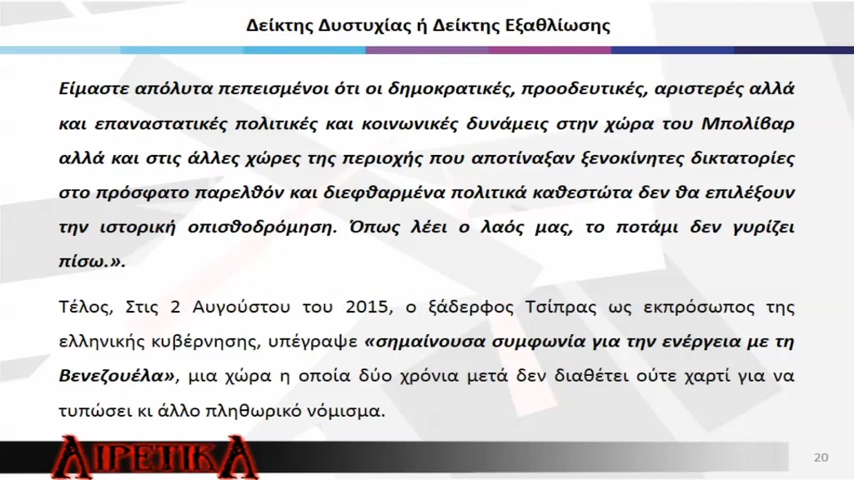 Δείκτης Δυστυχίας ή Δείκτης Εξαθλίωσης
Είμαστε απόλυτα πεπεισμένοι ότι οι δημοκρατικές, προοδευτικές, αριστερές αλλά
και επαναστατικές πολιτικές και κοινωνικές δυνάμεις στην χώρα του Μπολίβαρ
αλλά και στις άλλες χώρες της περιοχής που αποτίναξαν ξενοκίνητες δικτατορίες
στο πρόσφατο παρελθόν και διεφθαρμένα πολιτικά καθεστώτα δεν θα επιλέξουν
την ιστορική οπισθοδρόμηση. Όπως λέει ο λαός μας, το ποτάμι δεν γυρίζει
πίσω.».
Τέλος, Στις 2 Αυγούστου του 2015, ο ξάδερφος Τσίπρας ως εκπρόσωπος της
ελληνικής κυβέρνησης, υπέγραψε «σημαίνουσα συμφωνία για την ενέργεια με τη
Βενεζουέλα», μια χώρα η οποία δύο χρόνια μετά δεν διαθέτει ούτε χαρτί για να
τυπώσει κι άλλο πληθωρικό νόμισμα.
ΑΙΡΕΤΙΚΑ
20